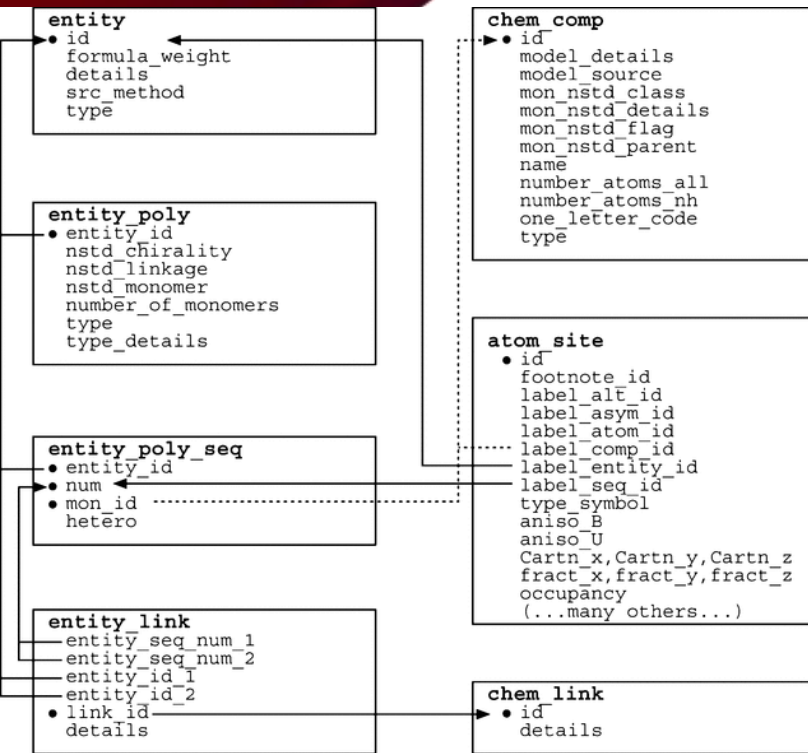 entity
• id
formula_weight
details
src_method
type
entity_poly
• entity_id
nstd_chirality
nstd_linkage
nstd_monomer
number_of_monomers
type
type_details
entity_poly_seq
• entity_id
• num
• mon_id
hetero
entity_link
entity_seq_num_1
entity_seq_num_2
entity_id_1
entity_id_2
• link_id
details
chem_comp
• id
model_details
model_source
mon_nstd_class
mon_nstd_details
mon_nstd_flag
mon_nstd_parent
name
number_atoms_all
number_atoms_nh
one_letter_code
type
atom_site
• id
footnote_id
label_alt_id
label_asym_id
label_atom_id
label_comp_id
label_entity_id
label_seq_id
type_symbol
aniso_B
aniso_U
Cartn_x,Cartn_y,Cartn_z
fract_x,fract_y,fract_z
occupancy
(...many others...)
chem_link
• id
details